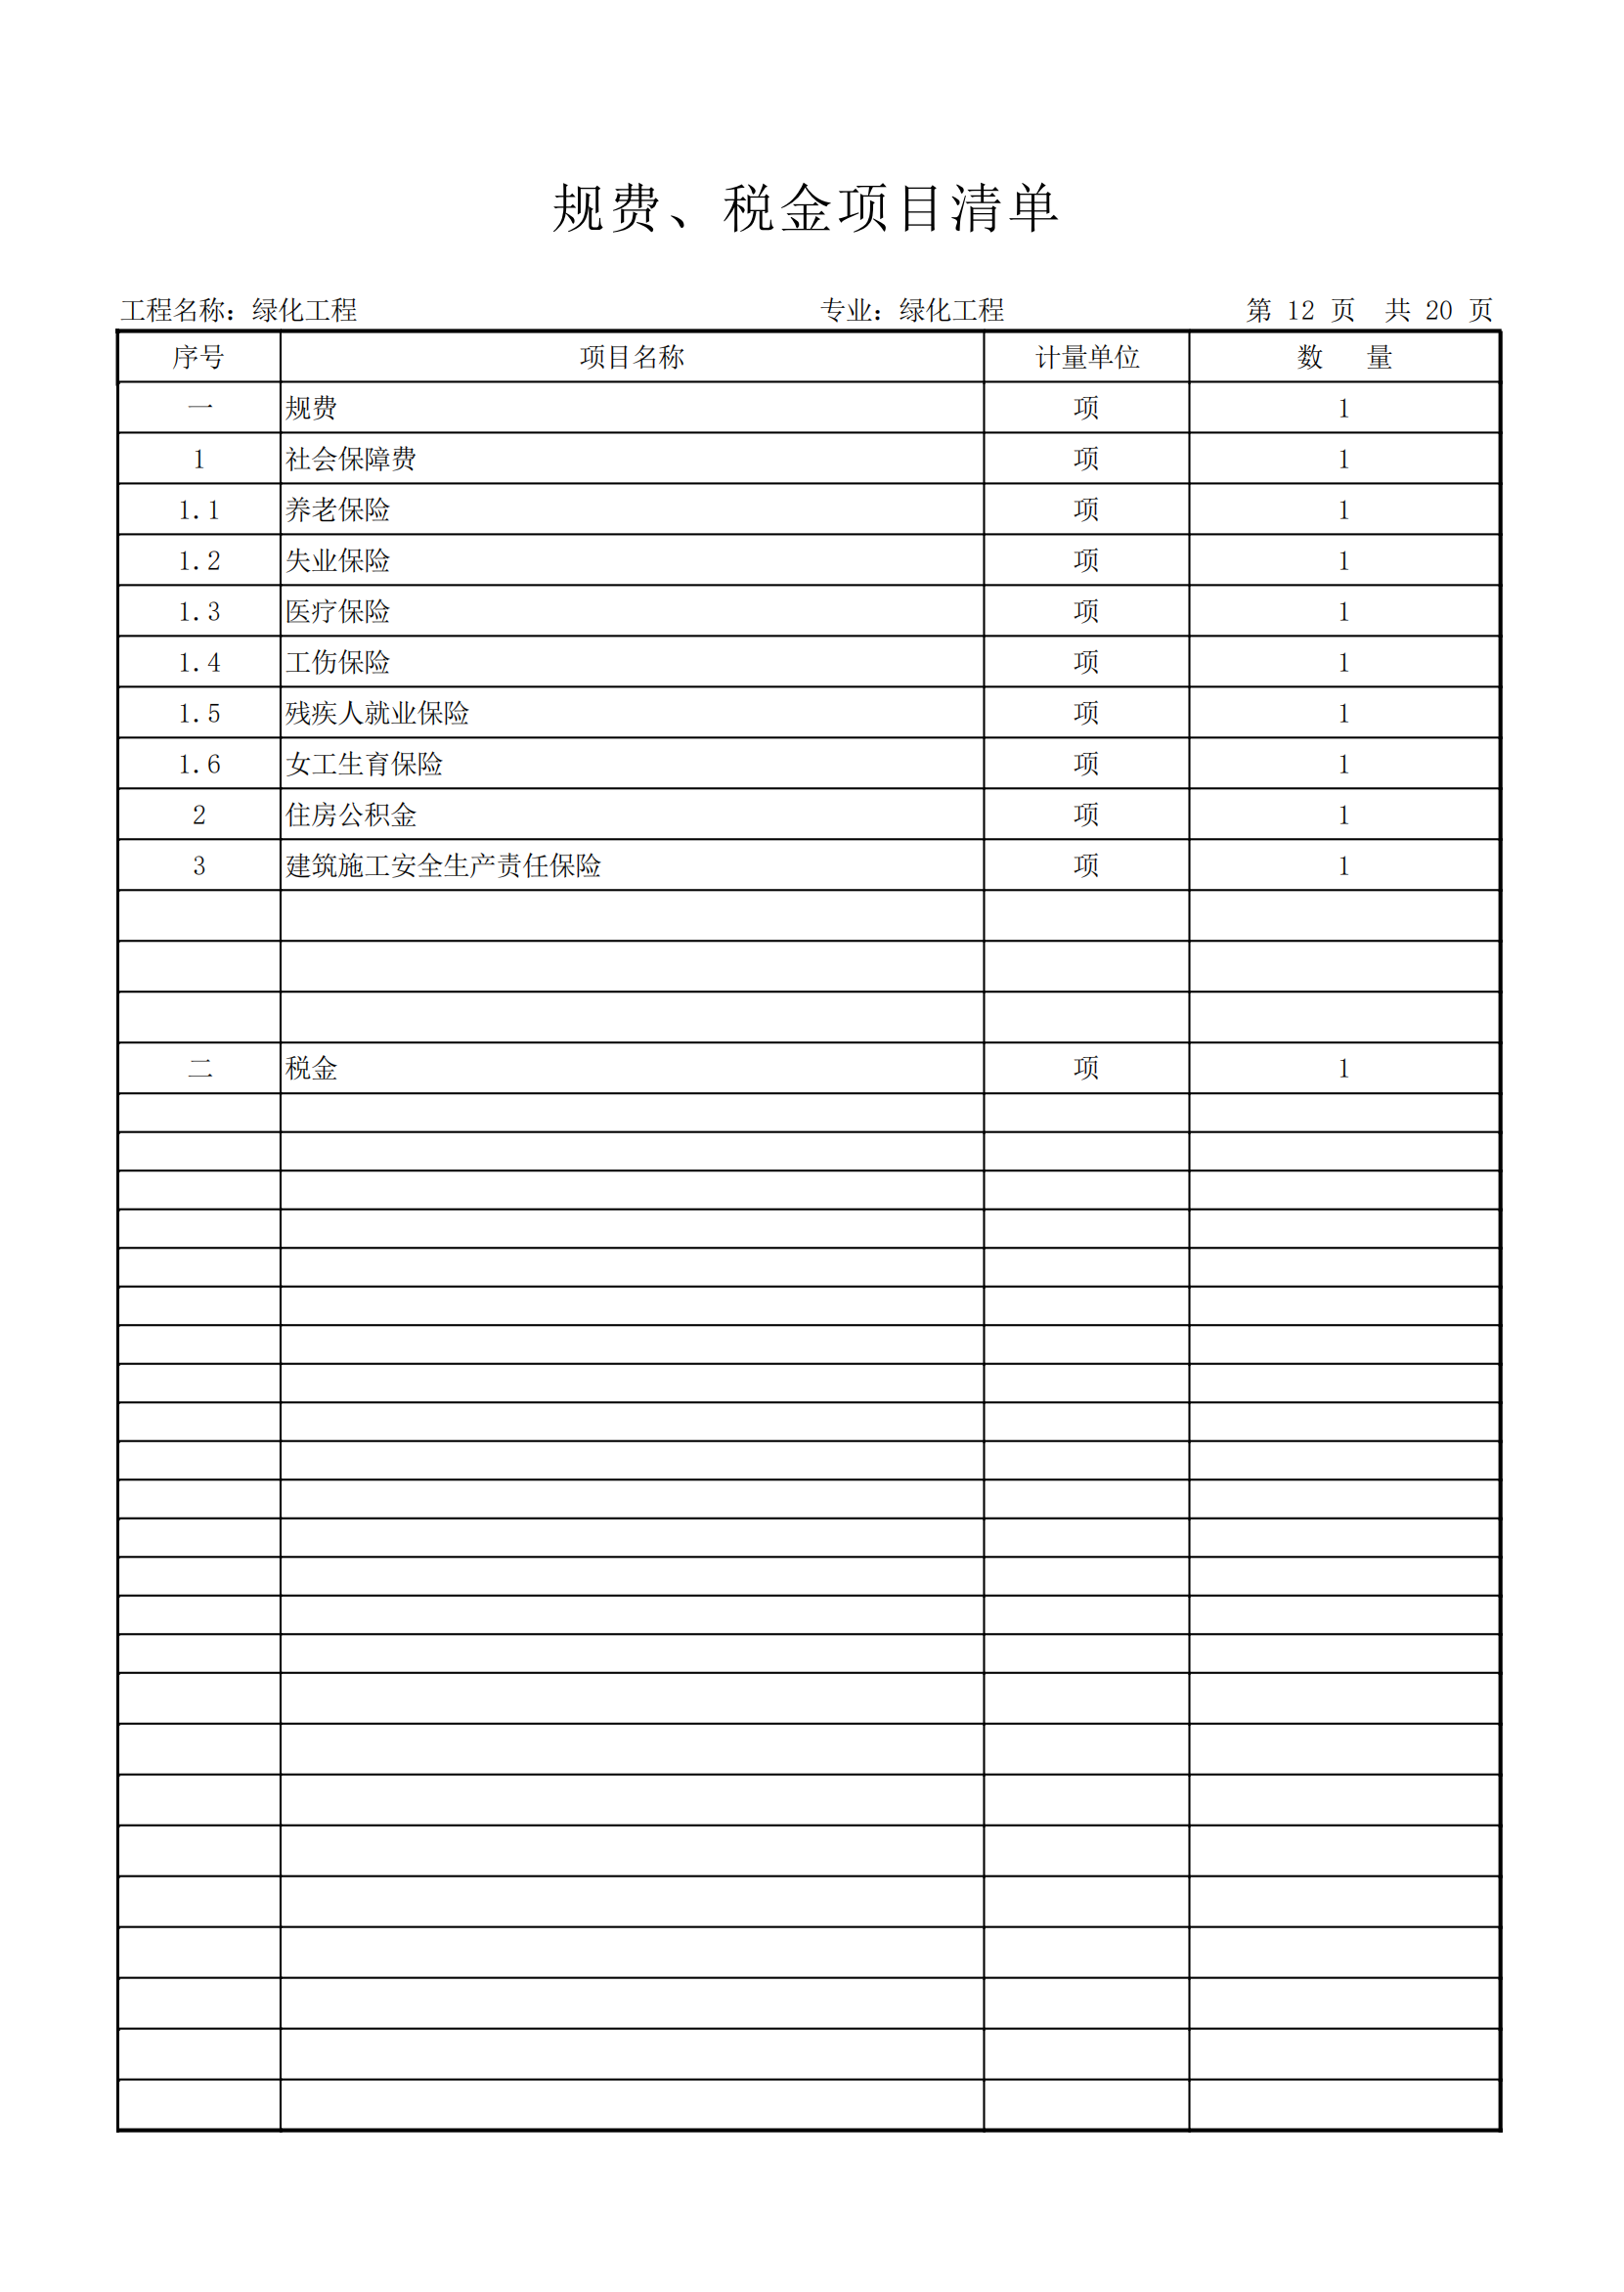 规费、税金项目清单
工程名称：绿化工程 专业：绿化工程 第 12 页 共 20 页
序号 项目名称 计量单位 数 量
一 规费 项 1
1 社会保障费 项 1
1.1 养老保险 项 1
1.2 失业保险 项 1
1.3 医疗保险 项 1
1.4 工伤保险 项 1
1.5 残疾人就业保险 项 1
1.6 女工生育保险 项 1
2 住房公积金 项 1
3 建筑施工安全生产责任保险 项 1
二 税金 项 1